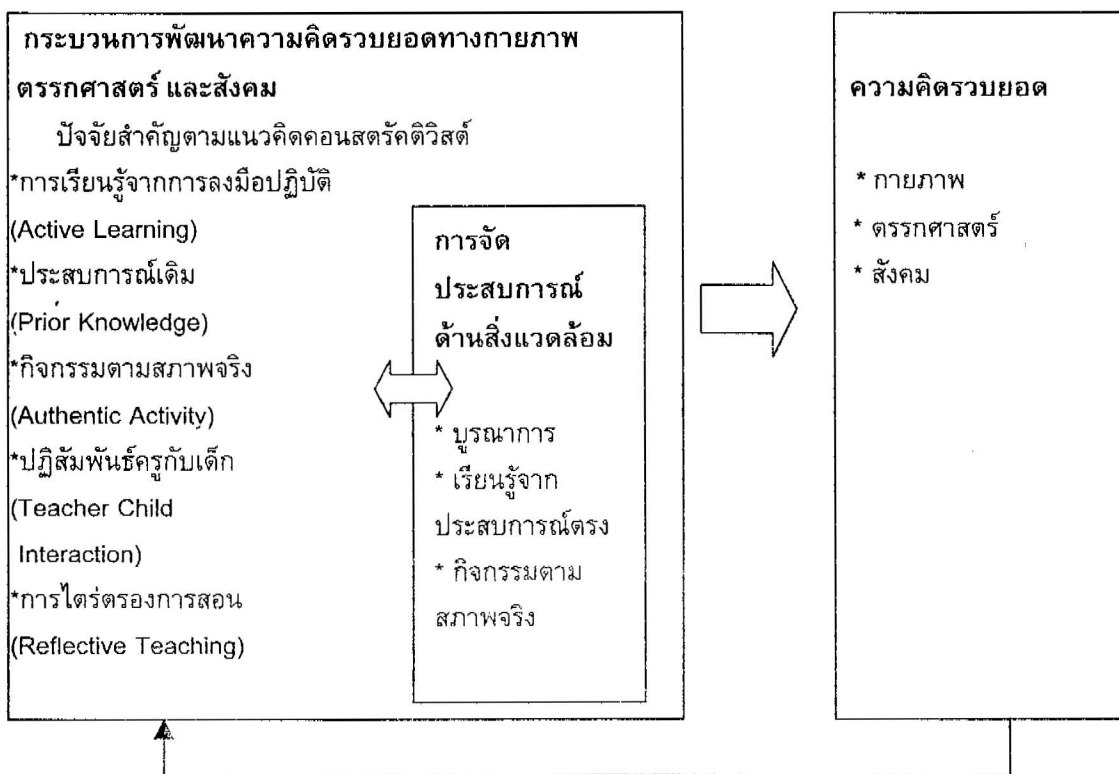 กระบวนการพัฒนาความคิดรวบยอดทางกายภาพ
ตรรกศาสตร์ และสังคม
ปัจจัยสำคัญตามแนวคิดคอนสตรัคติวิสต์
*การเรียนรู้จากการลงมือปฏิบัติ
(Active Learning)
*ประสบการณ์เดิม
(Prior Knowledge)
*กิจกรรมตามสภาพจริง
(Authentic Activity)
*ปฏิสัมพันธ์ครูกับเด็ก
(Teacher Child
Interaction)
*การไตร่ตรองการสอน
(Reflective Teaching)
การจัด
ประสบการณ์
ด้านสิ่งแวดล้อม
* บูรณาการ
* เรียนรู้จาก
ประสบการณ์ตรง
* กิจกรรมตาม
สภาพจริง
ความคิดรวบยอด
* กายภาพ
* ตรรกศาสตร์
* สังคม